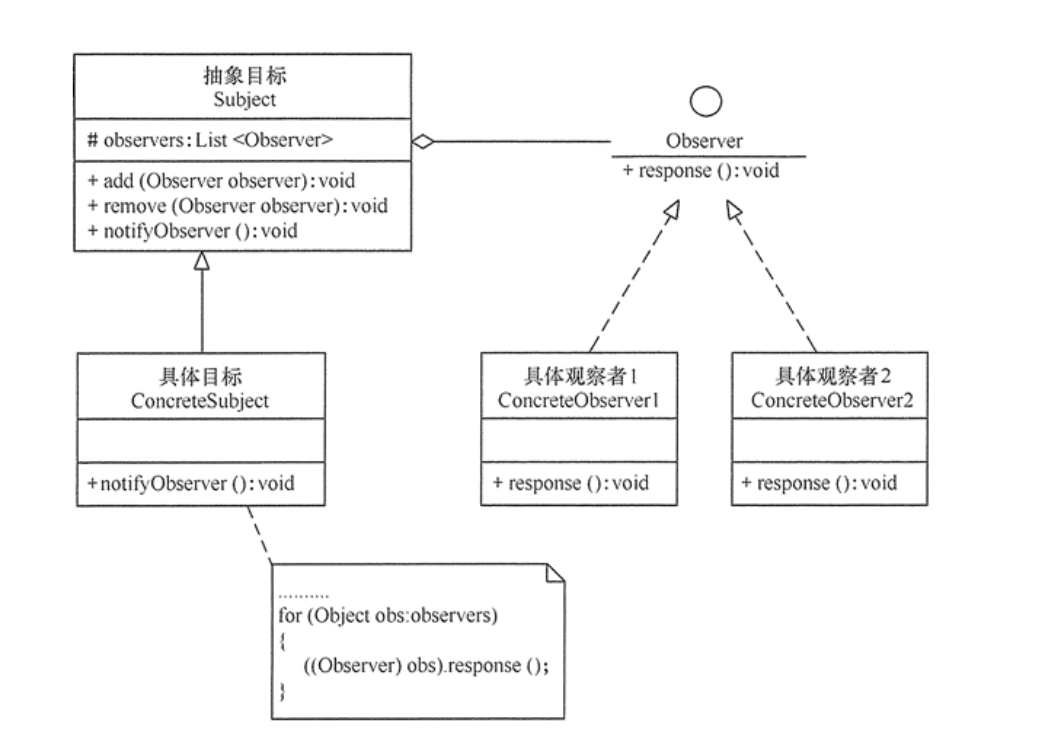 抽象目标
Subject
# observers:List <Observer>
+ add (Observer observer):void
+ remove (Observer observer):void
+ notifyObserver ():void
Observer
+ response ():void
具体目标
ConcreteSubject
+notifyObserver ():void
具体观察者1
ConcreteObserver1
+ response ():void
具体观察者2
ConcreteObserver2
+ response ():void
..........
for (Object obs:observers)
{
((Observer) obs).response ();
}